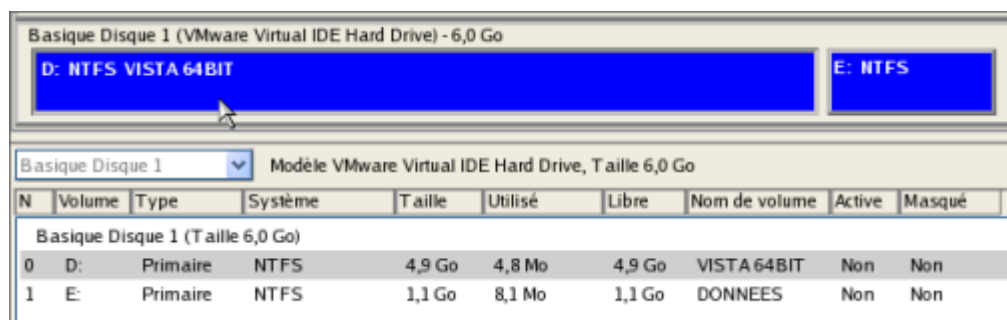 Basique Disque 1 (VMware Virtual IDE Hard Drive) - 6,0 Go
D: NTFS VISTA 64BIT E: NTFS
Basique Disque 1 Modèle VMware Virtual IDE Hard Drive, Taille 6,0 Go
N Volume Type Système Taille Utilisé Libre Nom de volume Active Masqué
Basique Disque 1 (Taille 6,0 Go)
0 D: Primaire NTFS 4,9 Go 4,8 Mo 4,9 Go VISTA 64BIT Non Non
1 E: Primaire NTFS 1,1 Go 8,1 Mo 1,1 Go DONNEES Non Non